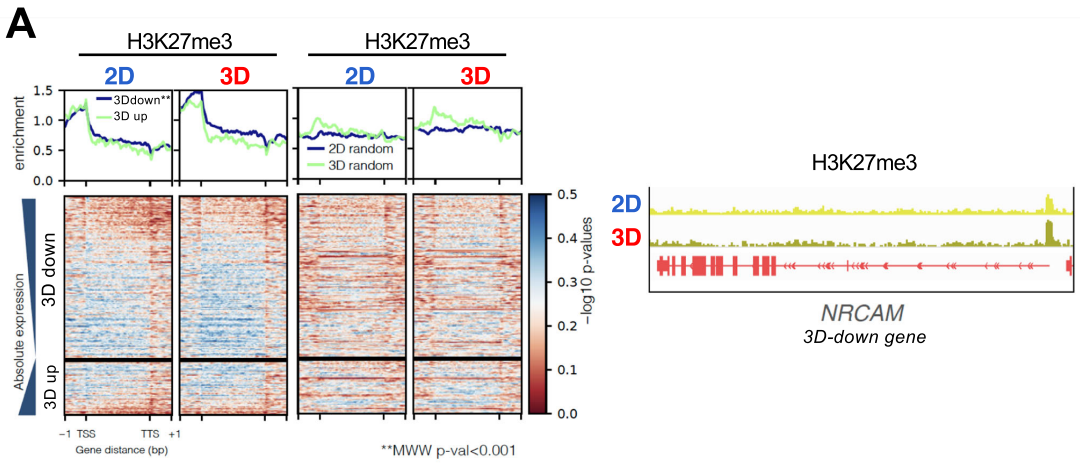 A
H3K27me3
H3K27me3
2D
3D
2D
3D
enrichment
1.5
1.0
0.5
0.0
3Ddown**
3D up
2D random
3D random
Absolute expression
3D down
3D up
0.5
0.4
0.3
0.2
0.1
0.0
−log10 p-values
−1 TSS TTS +1
Gene distance (bp)
**MWW p-val<0.001
H3K27me3
2D
3D
NRCAM
3D-down gene